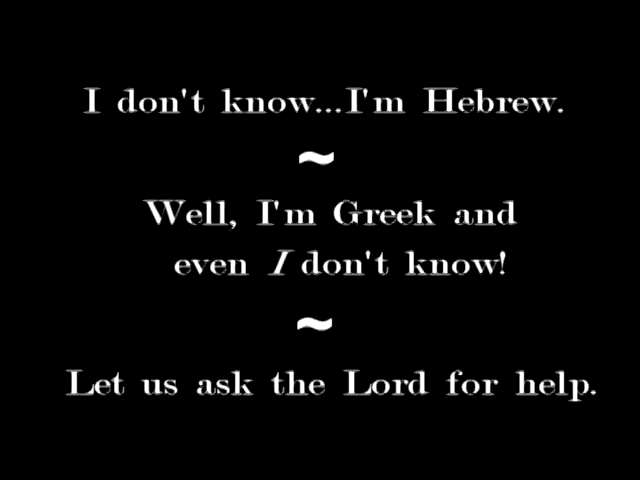 I don't know...I'm Hebrew.
~
Well, I'm Greek and
even I don't know!
~
Let us ask the Lord for help.